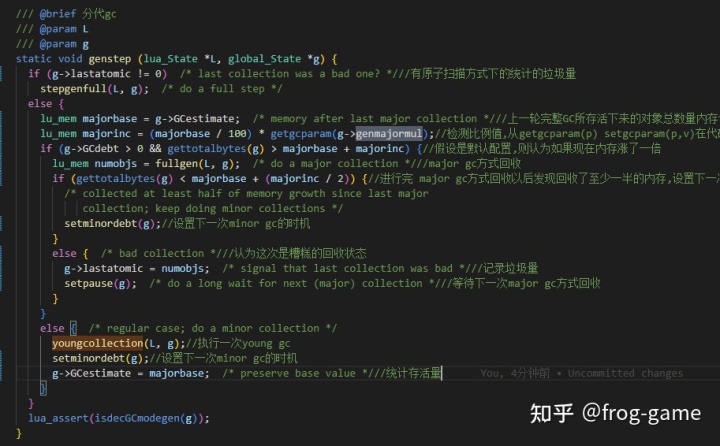 /// @brief 分代gc
/// @param L
/// @param g
static void genstep (lua_State *L, global_State *g) {
if (g->lastatomic != 0) /* last collection was a bad one? *///有原子扫描方式下的统计的垃圾量
stepgenfull(L, g); /* do a full step */
else {
lu_mem majorbase = g->GCestimate; /* memory after last major collection *///上一轮完整GC所存活下来的对象总数量内存
lu_mem majorinc = (majorbase / 100) * getgcparam(g->genmajormul);//检测比例值,从getgcparam(p) setgcparam(p,v)在代
if (g->GCdebt > 0 && gettotalbytes(g) > majorbase + majorinc) {//假设是默认配置,则认为如果现在内存涨了一倍
lu_mem numobjs = fullgen(L, g); /* do a major collection *///major gc方式回收
if (gettotalbytes(g) < majorbase + (majorinc / 2)) {//进行完 major gc方式回收以后发现回收了至少一半的内存,设置下一次
/* collected at least half of memory growth since last major
collection; keep doing minor collections */
setminordebt(g);//设置下一次minor gc的时机
}
else { /* bad collection *///认为这次是槽糕的回收状态
g->lastatomic = numobjs; /* signal that last collection was bad *///记录垃圾量
setpause(g); /* do a long wait for next (major) collection *///等待下一次major gc方式回收
}
}
else { /* regular case; do a minor collection */
youngcollection(L, g);//执行一次young gc
setminordebt(g);//设置下一次minor gc的时机
g->GCestimate = majorbase; /* preserve base value *///统计存活量 You, 4分钟前 • Uncommitted changes
}
}
lua_assert(isdecGCmodegen(g));
}
知乎 @frog-game